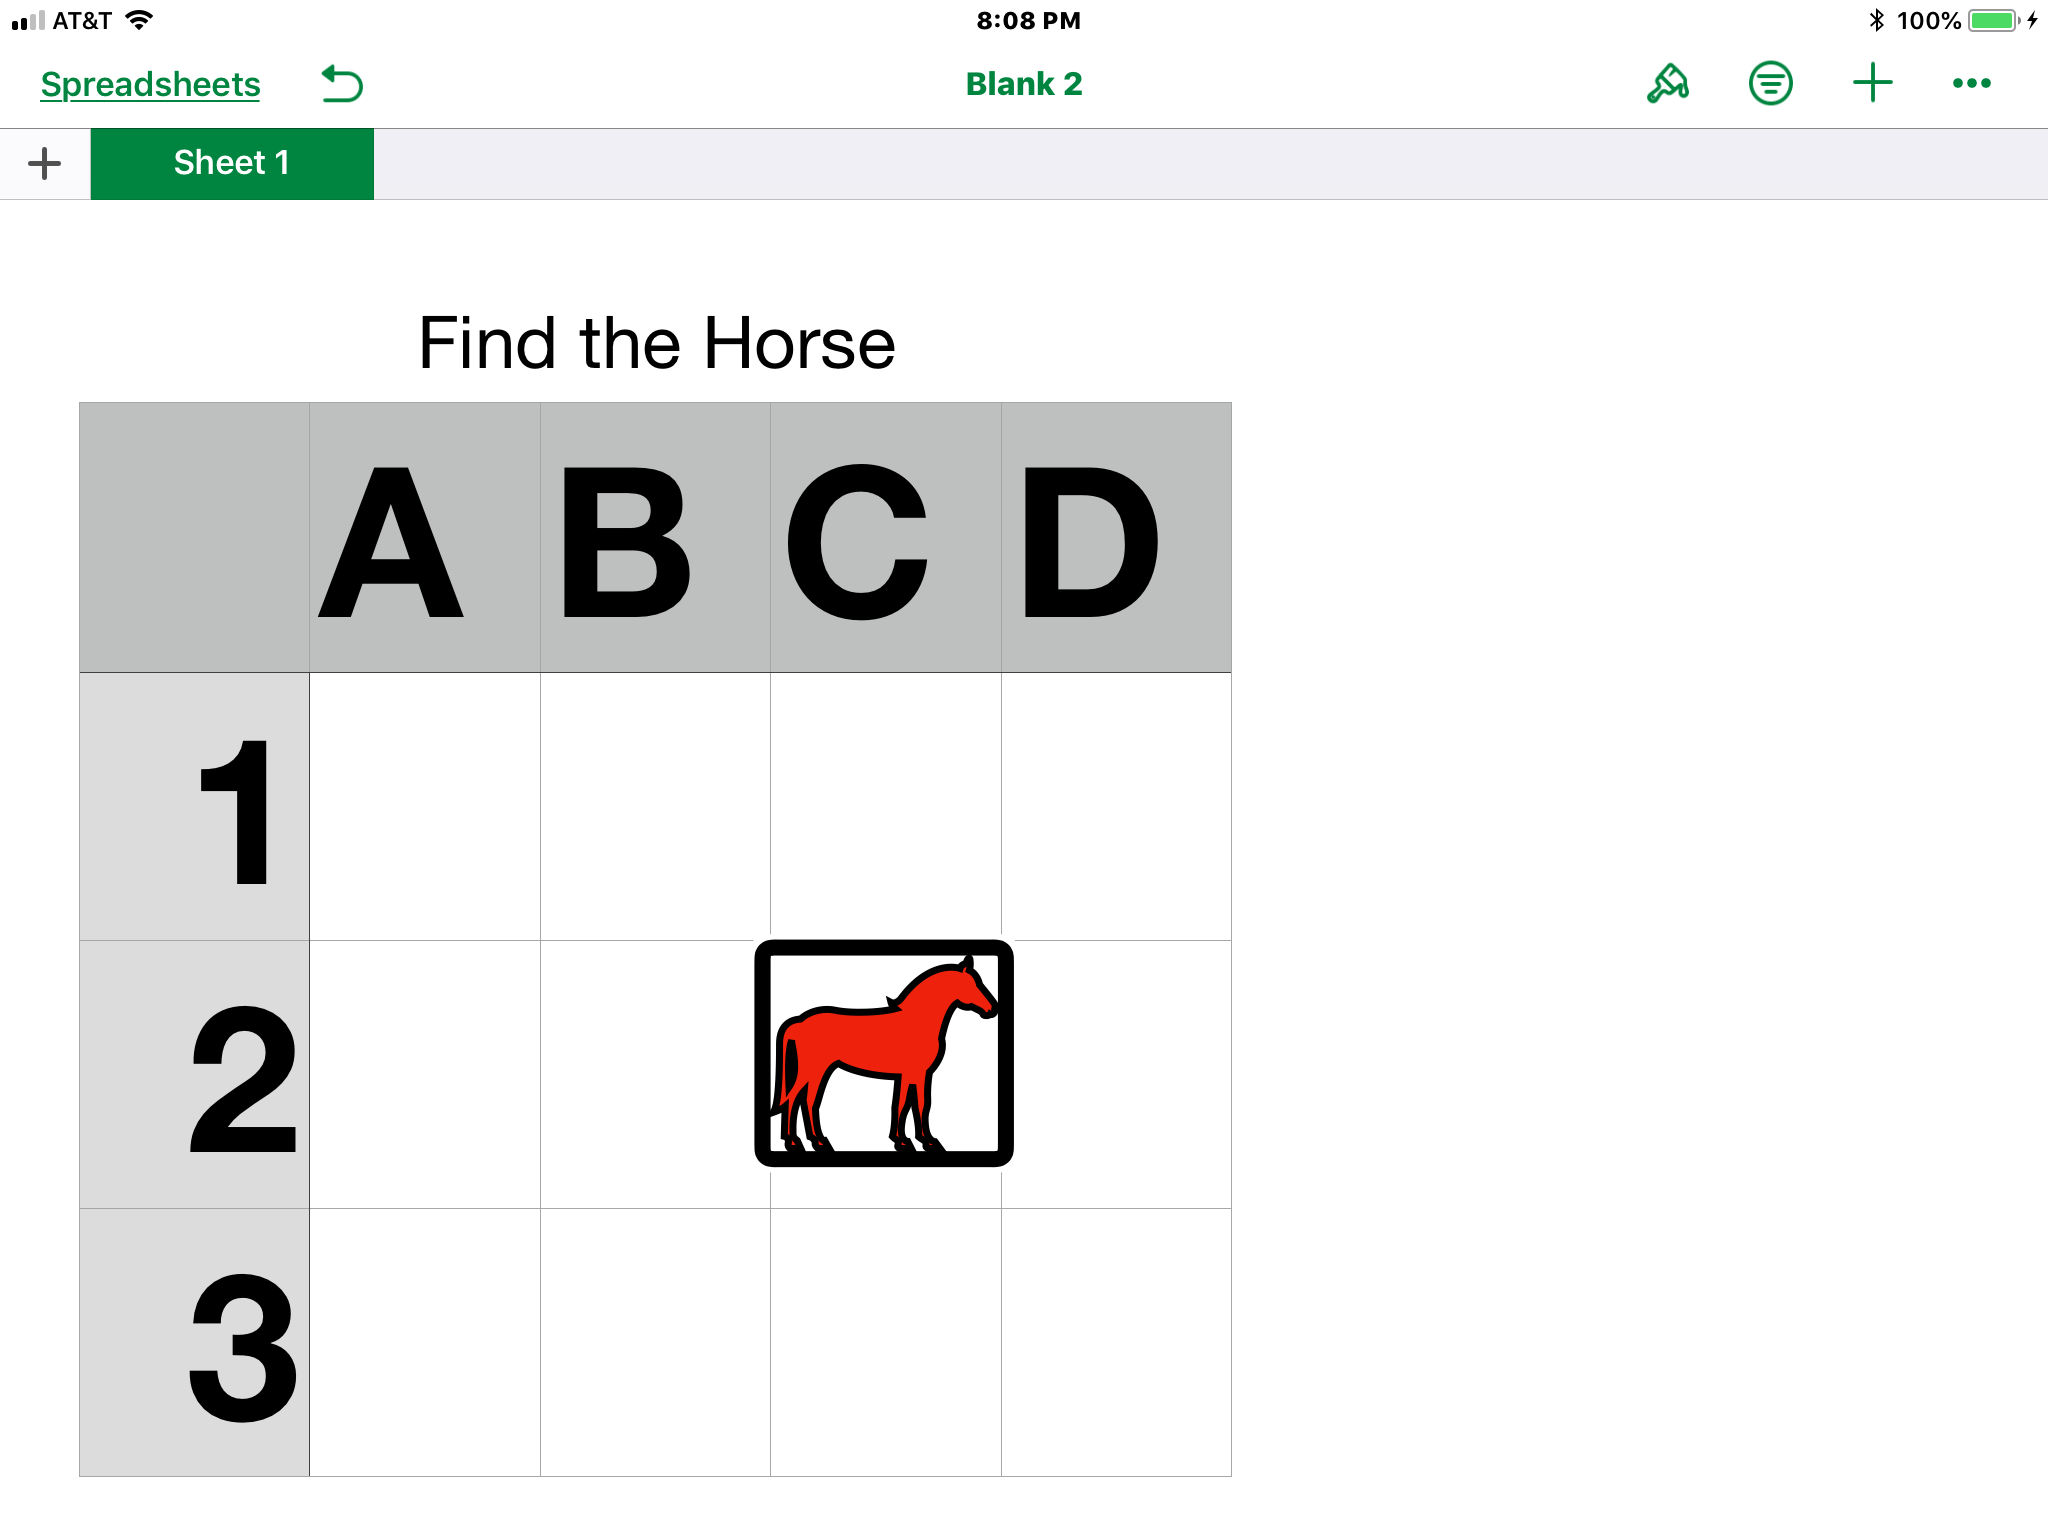 AT&T 8:08 PM 100%
Spreadsheets Blank 2
Sheet 1
Find the Horse
A B C D
1
2
3